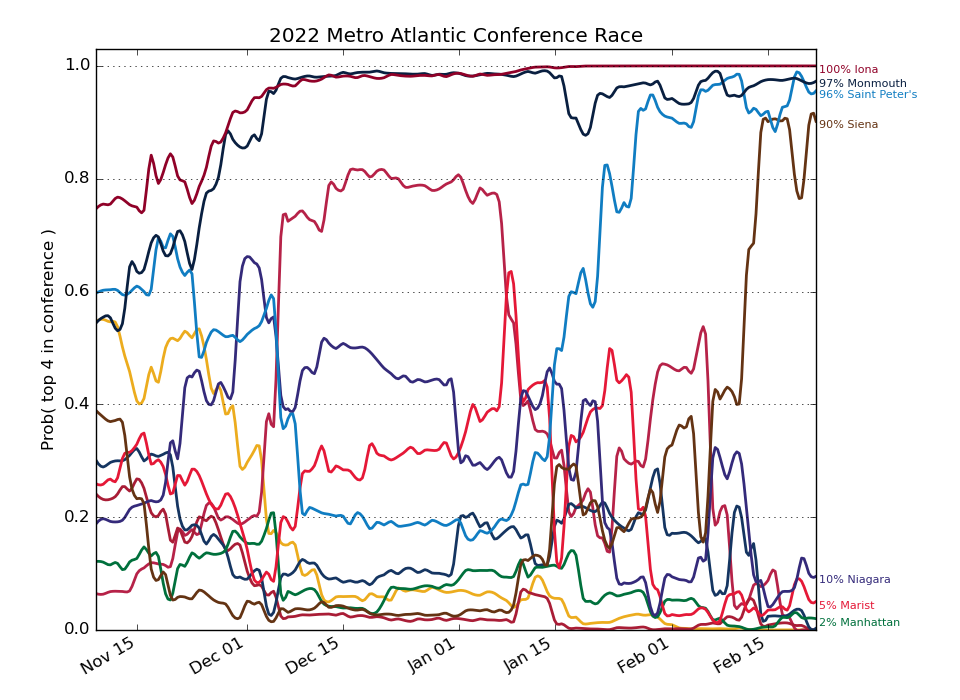 2022 Metro Atlantic Conference Race
1.0
0.8
0.6
0.4
0.2
0.0
Prob( top 4 in conference )
100% Iona
97% Monmouth
96% Saint Peter's
90% Siena
10% Niagara
5% Marist
2% Manhattan
Nov 15
Dec 01
Dec 15
Jan 01
Jan 15
Feb 01
Feb 15